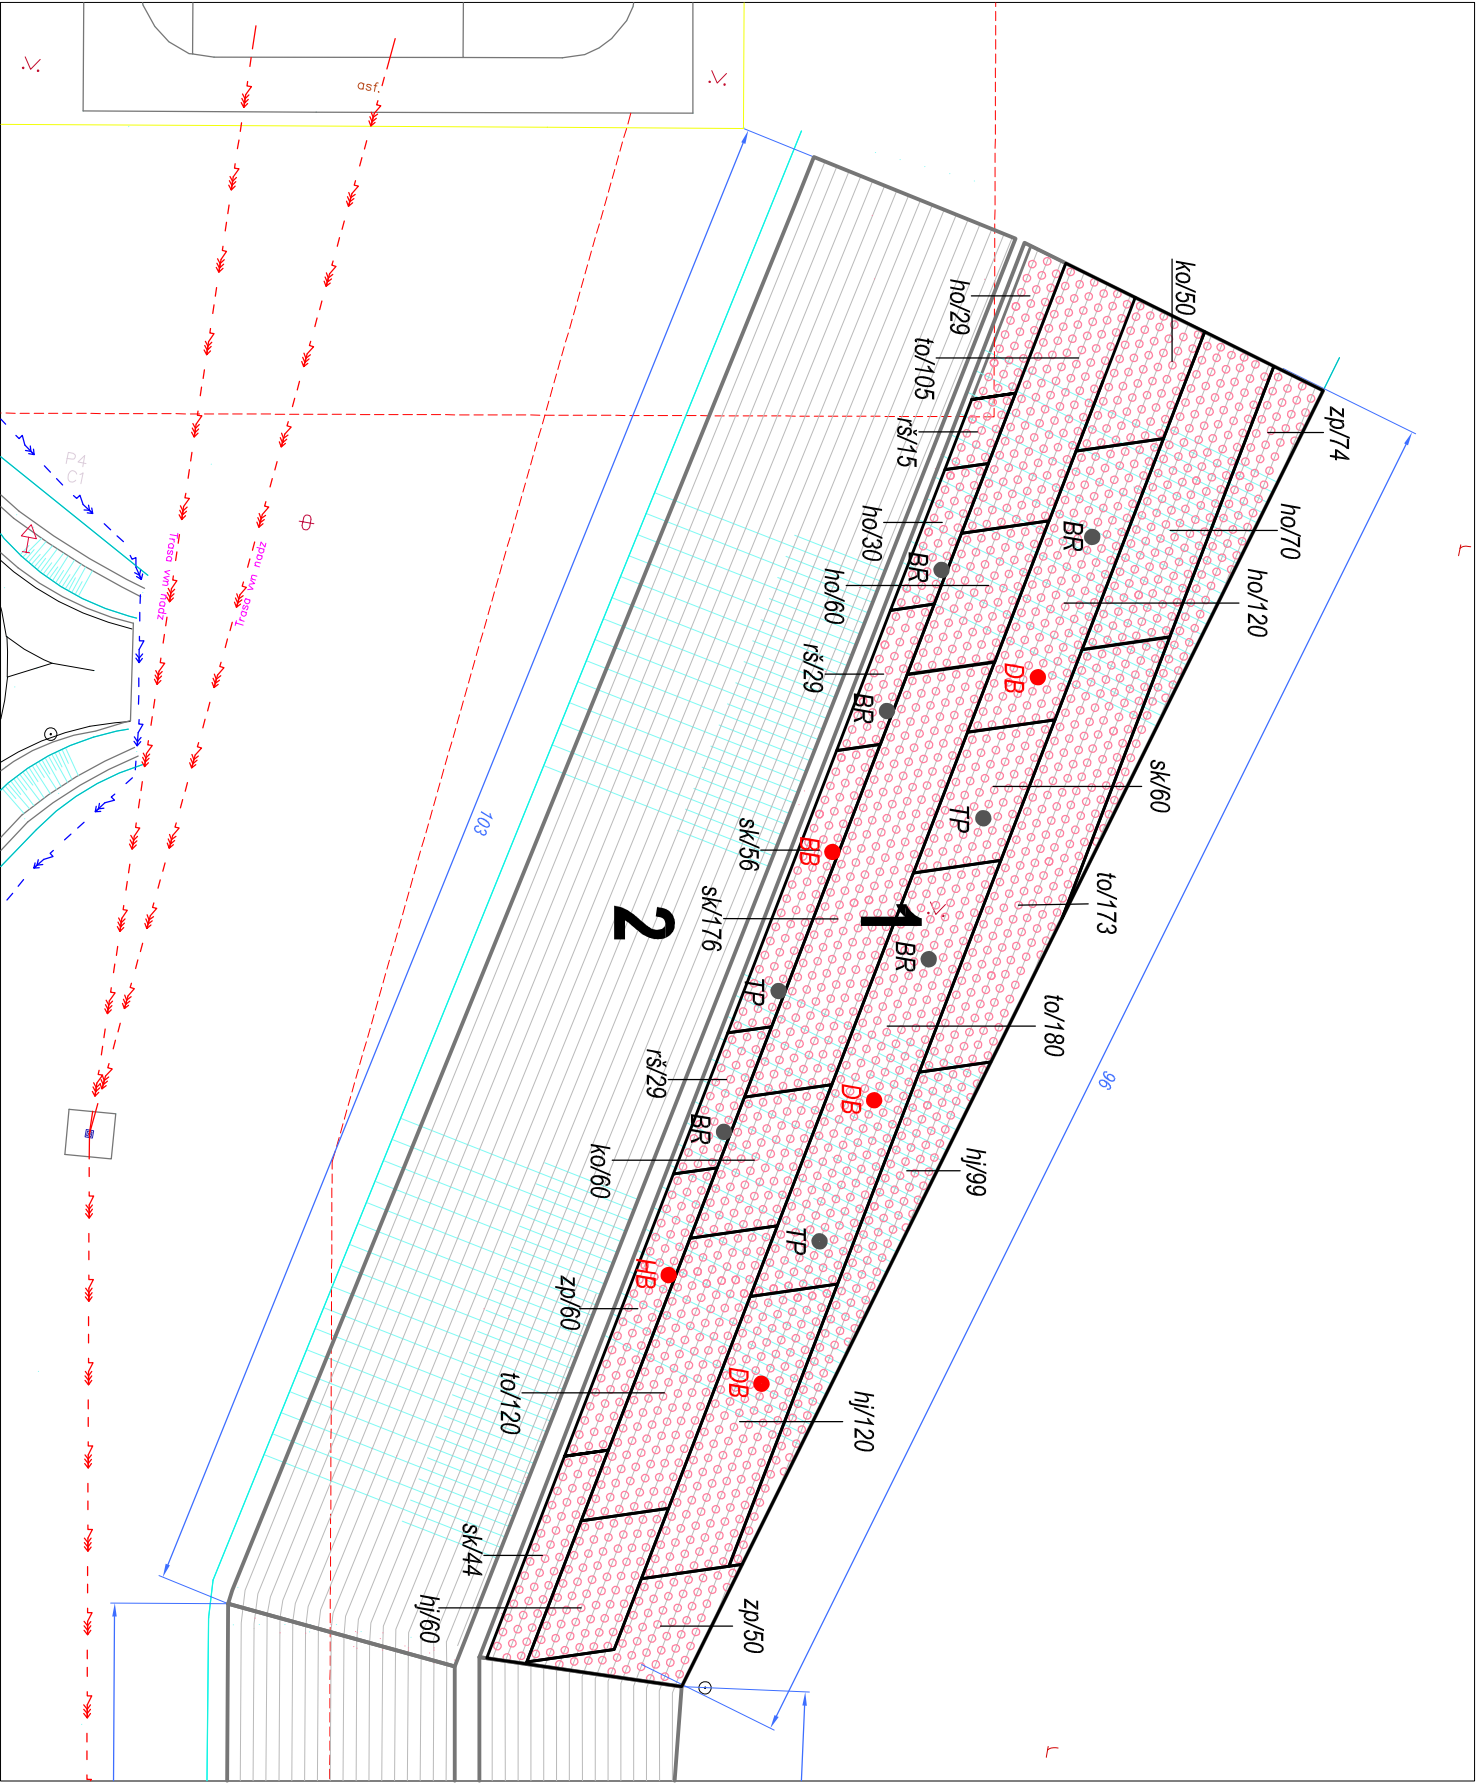 asf.
ko/50
ho/29
to/105
zp/74
rš/15
P4
C1
ho/30
BR
ho/70
BR
Trasa vvn nadz
Trasa vvn nadz
ho/60
ho/120
rš/29
DB
BR
103
sk/60
TP
sk/56
BB
sk/176
to/173
2
1
BR
TP
to/180
rš/29
96
DB
BR
ko/60
hj/99
TP
HB
zp/60
to/120
DB
hj/120
sk/44
hj/60
zp/50
r
r